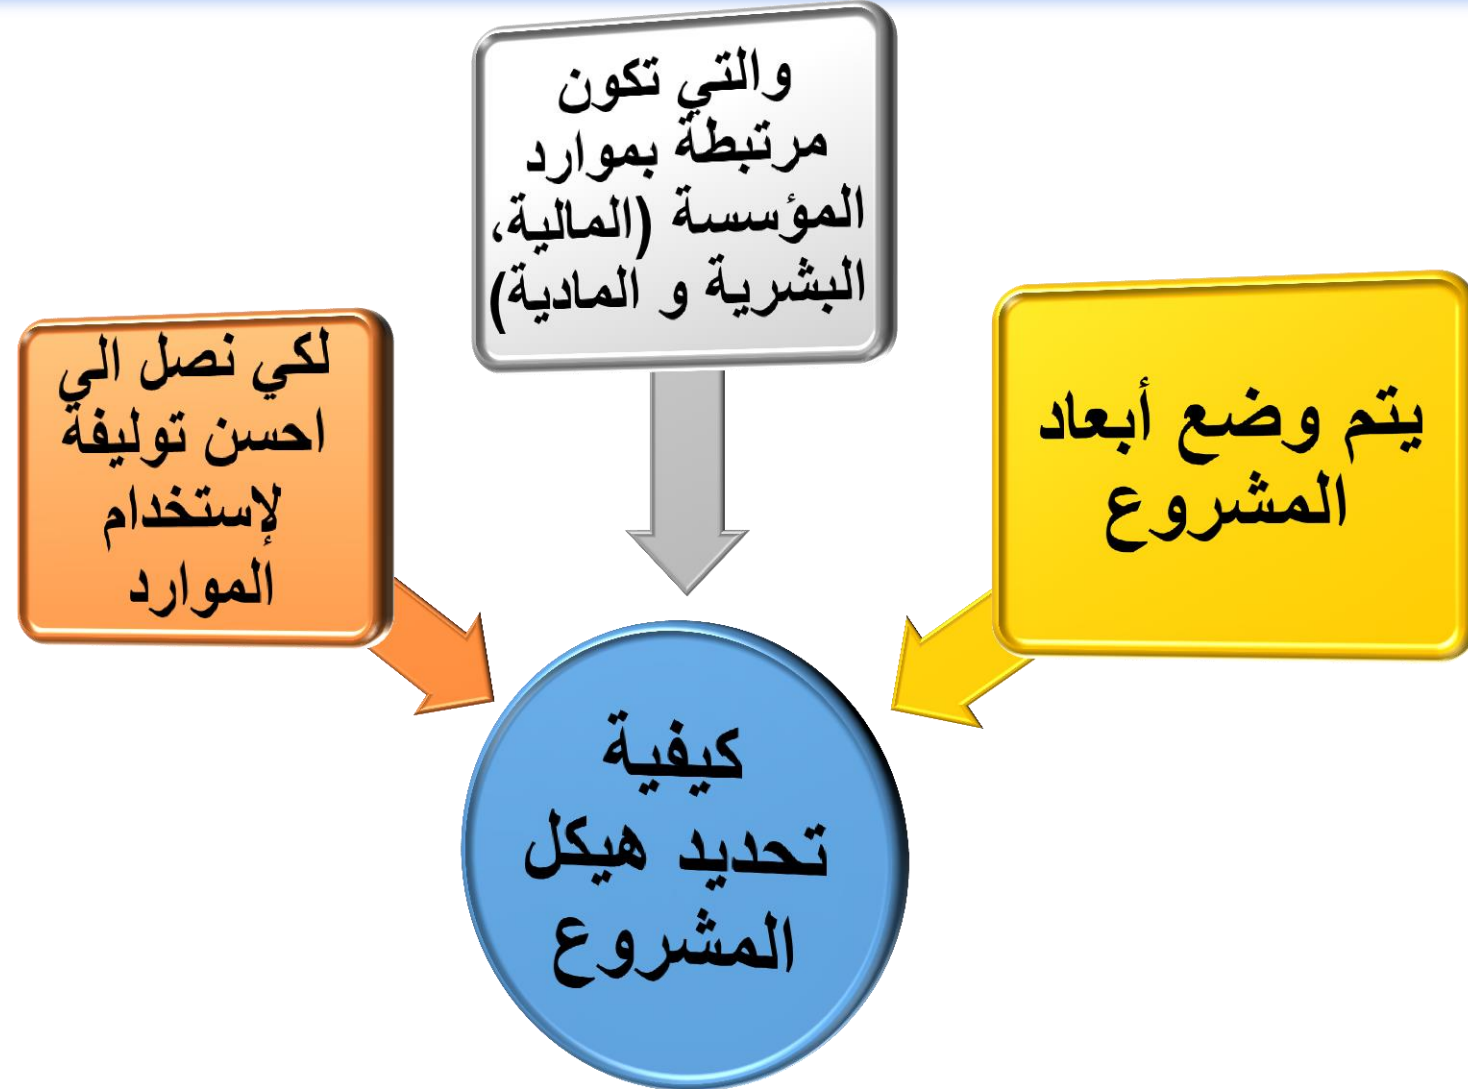 يتم وضع أبعاد
المشروع
والتي تكون
مرتبطة بموارد
المؤسسة (المالية،
البشرية و المادية)
لكي نصل الي
احسن توليفة
لإستخدام
الموارد
كيفية
تحديد هيكل
المشروع